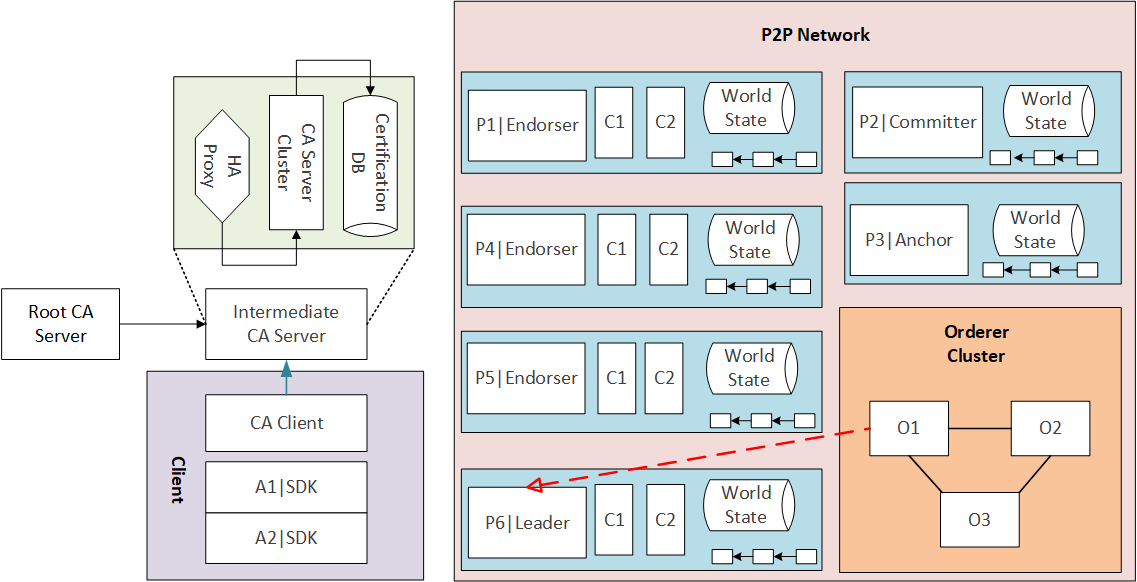 HA
Proxy
CA Server
Cluster
Certification
DB
Root CA
Server
Intermediate
CA Server
Client
CA Client
A1|SDK
A2|SDK
P2P Network
P1|Endorser
C1
C2
World
State
P2|Committer
World
State
P4|Endorser
C1
C2
World
State
P3|Anchor
World
State
P5|Endorser
C1
C2
World
State
P6|Leader
C1
C2
World
State
Orderer
Cluster
O1
O2
O3